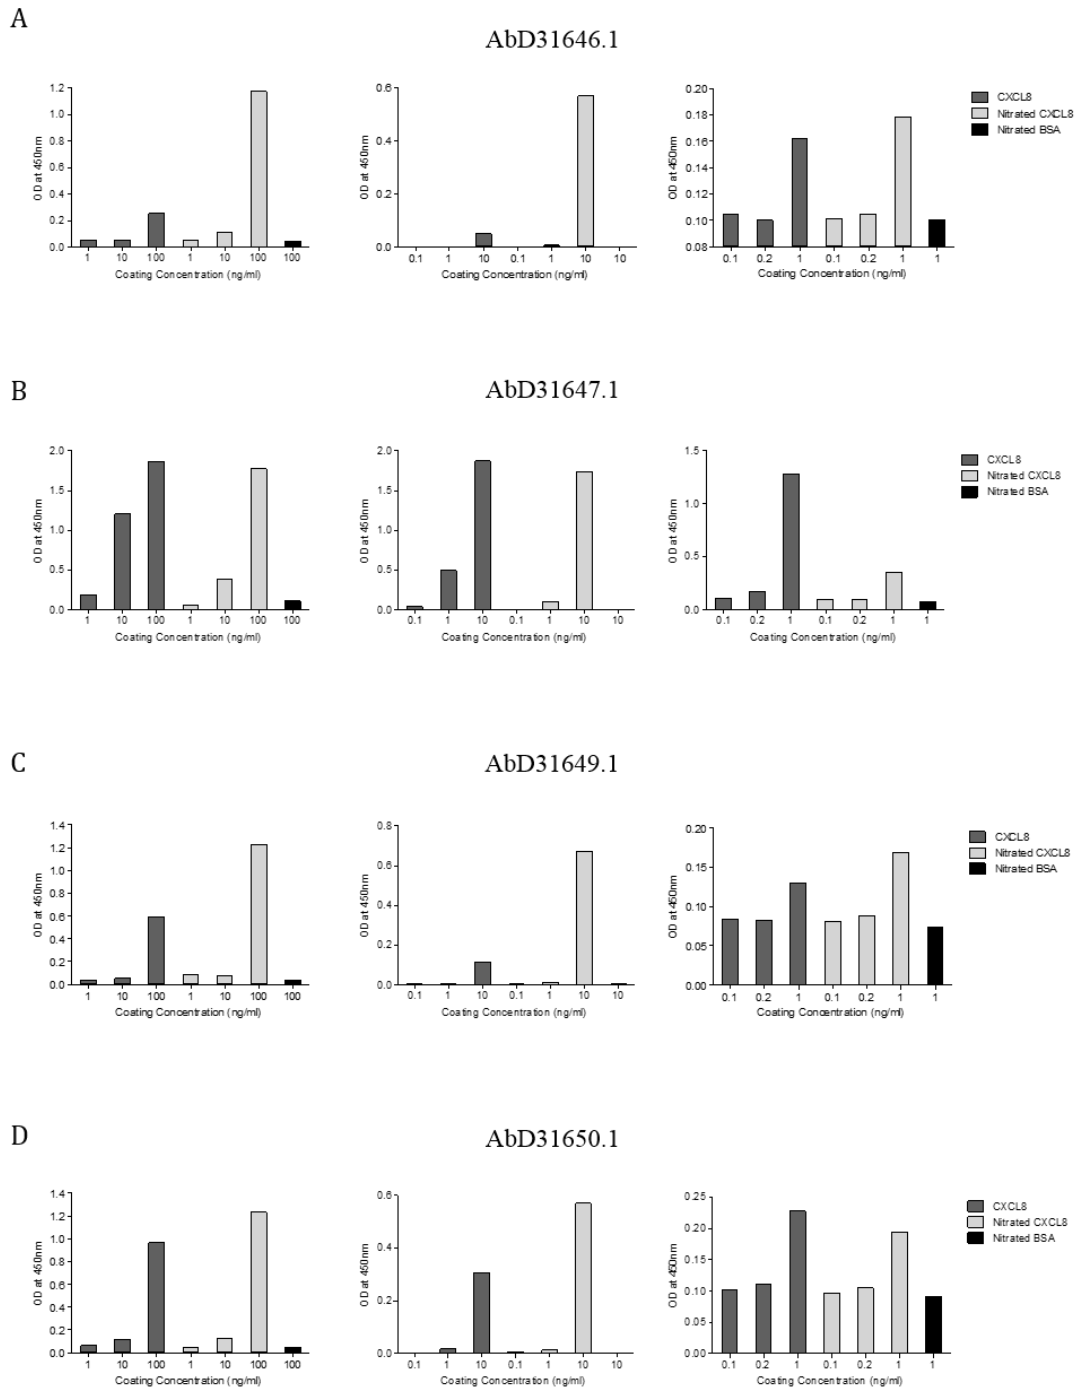 A
AbD31646.1
OD at 450nm
1.2
1.0
0.8
0.6
0.4
0.2
0.0
1 10 100 1 10 100 100
Coating Concentration (ng/ml)
OD at 450nm
0.6
0.4
0.2
0.0
0.1 1 10 0.1 1 10 10
Coating Concentration (ng/ml)
OD at 450nm
0.20
0.18
0.16
0.14
0.12
0.10
0.08
0.1 0.2 1 0.1 0.2 1 1
Coating Concentration (ng/ml)
CXCL8
Nitrated CXCL8
Nitrated BSA
B
AbD31647.1
OD at 450nm
2.0
1.5
1.0
0.5
0.0
1 10 100 1 10 100 100
Coating Concentration (ng/ml)
OD at 450nm
2.0
1.5
1.0
0.5
0.0
0.1 1 10 0.1 1 10 10
Coating Concentration (ng/ml)
OD at 450nm
1.5
1.0
0.5
0.0
0.1 0.2 1 0.1 0.2 1 1
Coating Concentration (ng/ml)
CXCL8
Nitrated CXCL8
Nitrated BSA
C
AbD31649.1
OD at 450nm
1.4
1.2
1.0
0.8
0.6
0.4
0.2
0.0
1 10 100 1 10 100 100
Coating Concentration (ng/ml)
OD at 450nm
0.8
0.6
0.4
0.2
0.0
0.1 1 10 0.1 1 10 10
Coating Concentration (ng/ml)
OD at 450nm
0.20
0.15
0.10
0.05
0.00
0.1 0.2 1 0.1 0.2 1 1
Coating Concentration (ng/ml)
CXCL8
Nitrated CXCL8
Nitrated BSA
D
AbD31650.1
OD at 450nm
1.4
1.2
1.0
0.8
0.6
0.4
0.2
0.0
1 10 100 1 10 100 100
Coating Concentration (ng/ml)
OD at 450nm
0.6
0.4
0.2
0.0
0.1 1 10 0.1 1 10 10
Coating Concentration (ng/ml)
OD at 450nm
0.25
0.20
0.15
0.10
0.05
0.00
0.1 0.2 1 0.1 0.2 1 1
Coating Concentration (ng/ml)
CXCL8
Nitrated CXCL8
Nitrated BSA